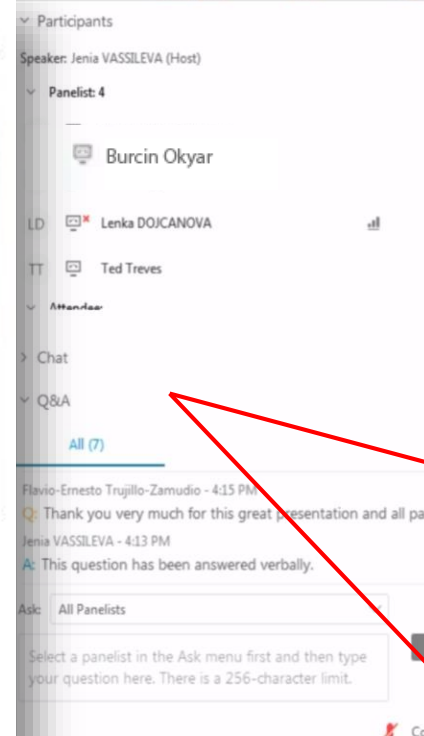 Participants
Speaker: Jenia VASSILEVA (Host)
Panelist: 4
Burcin Okyar
LD Lenka DOJCANOVA
TT Ted Treves
Attendee:
Chat
Q&A
All (7)
Flavio-Ernesto Trujillo-Zamudio - 4:15 PM
Q: Thank you very much for this great presentation and all pa
Jenia VASSILEVA - 4:13 PM
A: This question has been answered verbally.
Ask: All Panelists
Select a panelist in the Ask menu first and then type
your question here. There is a 256-character limit.
Co